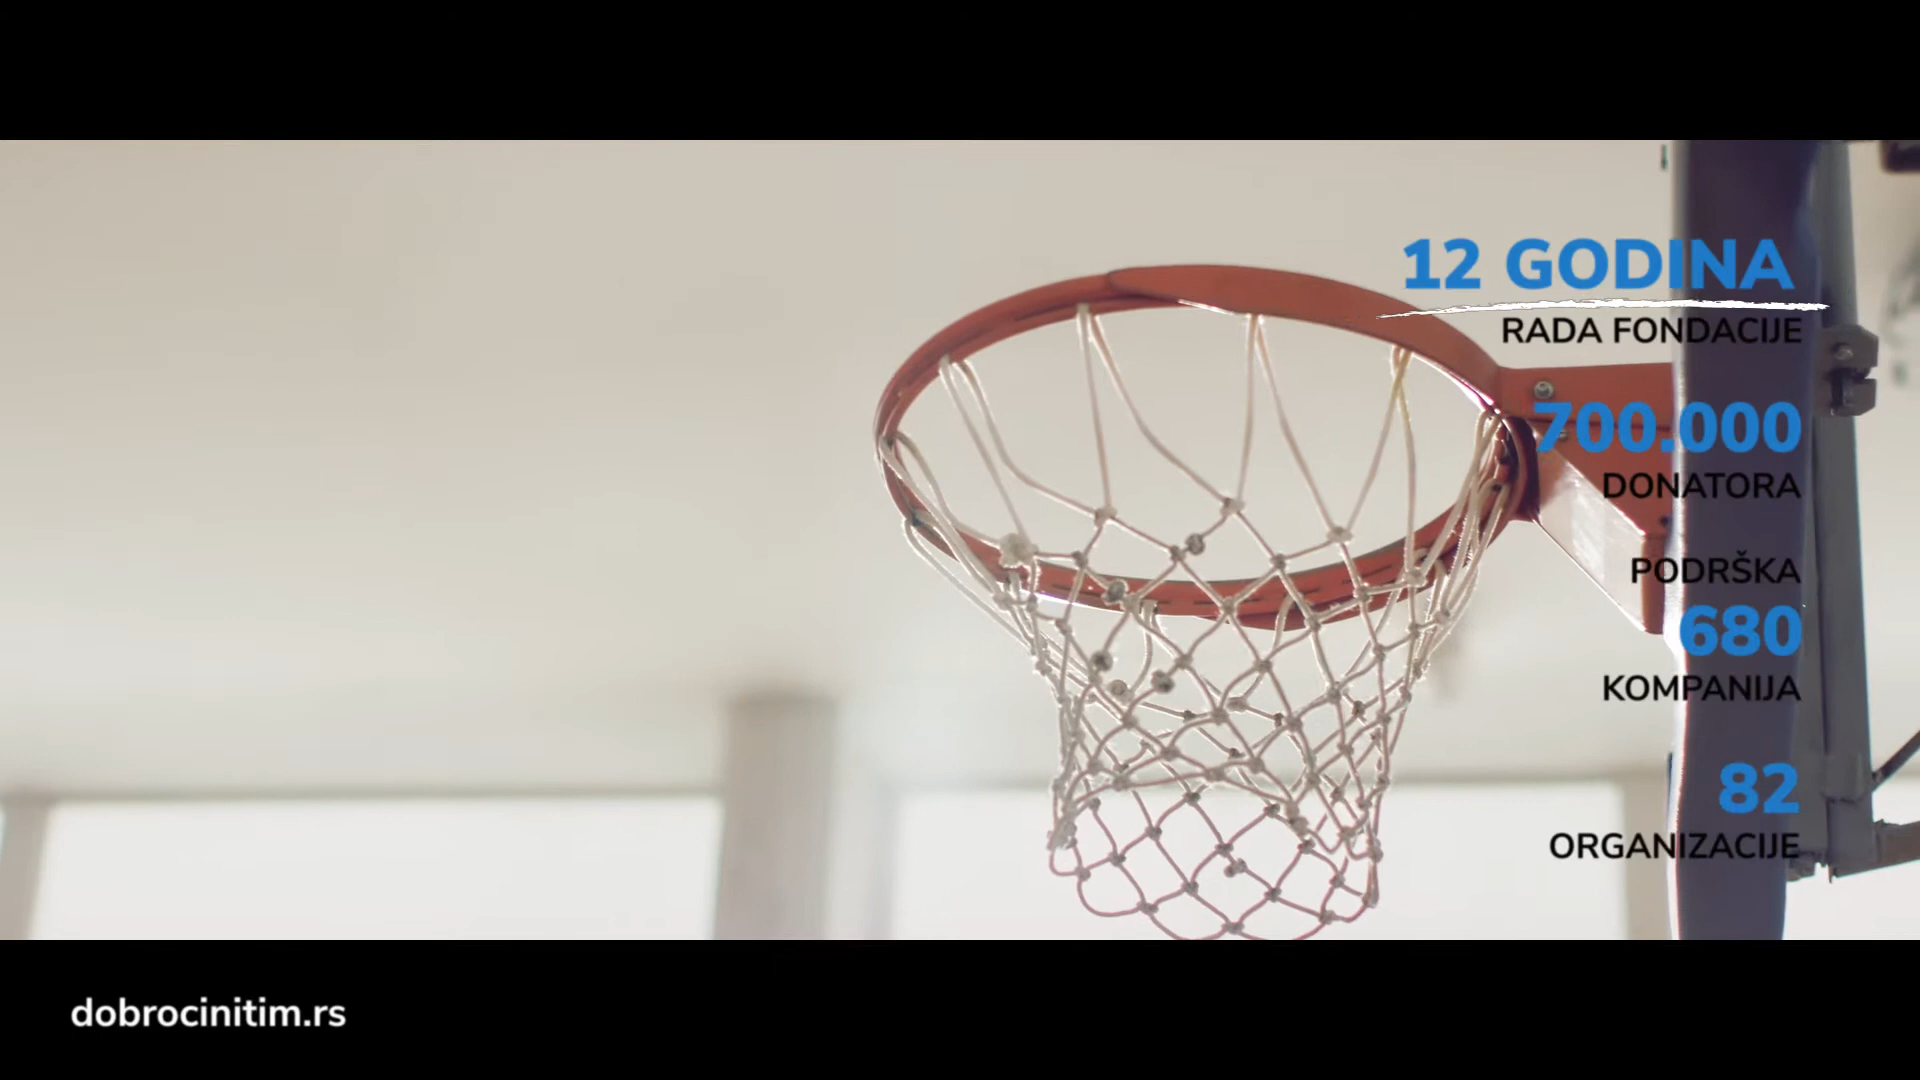 12 GODINA
RADA FONDACIJE
700.000
DONATORA
PODRŠKA
680
KOMPANIJA
82
ORGANIZACIJE
dobrocinitim.rs